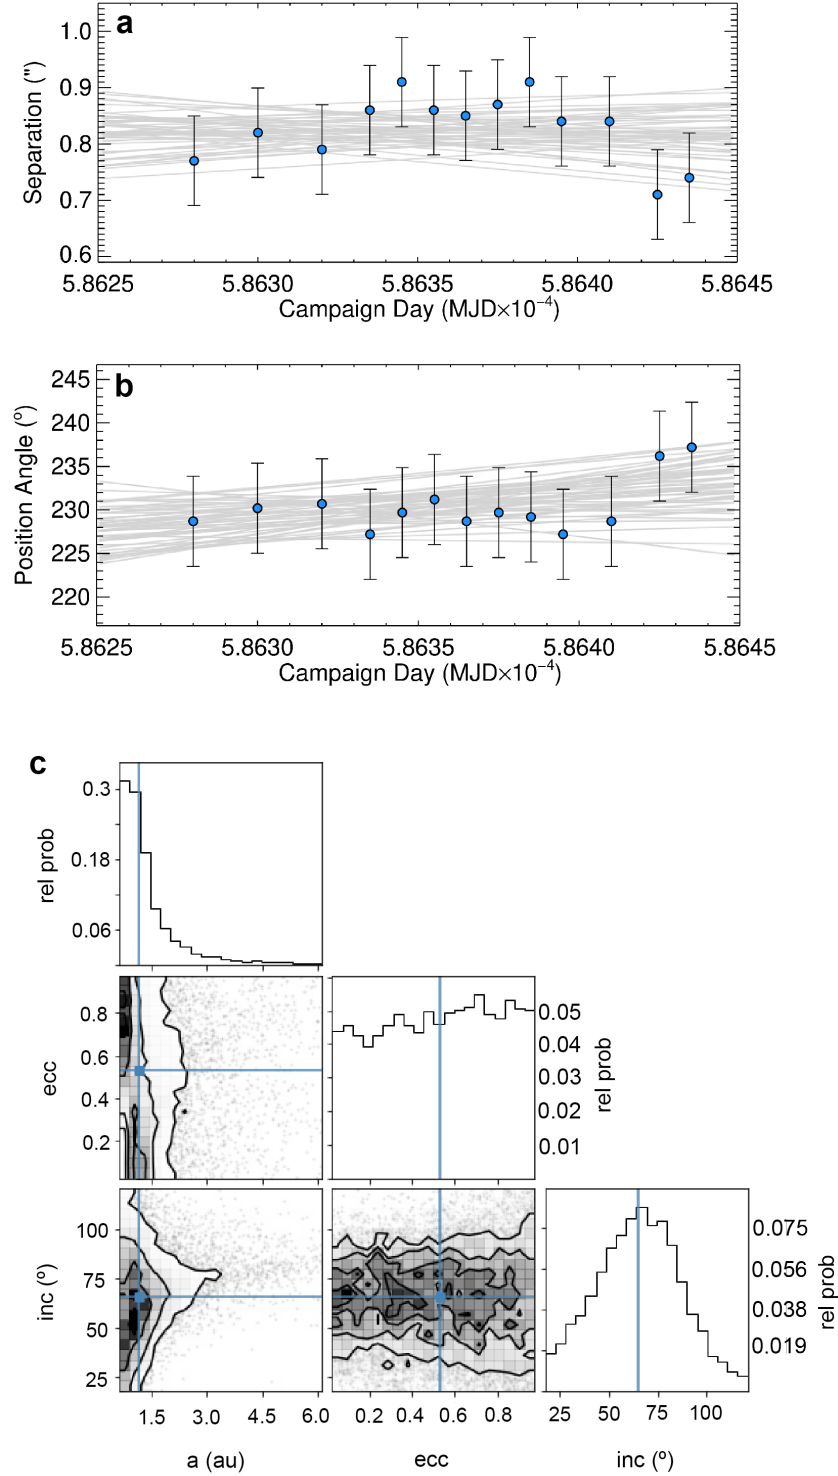 a
1.0
0.9
0.8
0.7
0.6
Separation (")
5.8625 5.8630 5.8635 5.8640 5.8645
Campaign Day (MJD×10⁻⁴)
b
245
240
235
230
225
220
Position Angle (°)
5.8625 5.8630 5.8635 5.8640 5.8645
Campaign Day (MJD×10⁻⁴)
c
0.3
0.18
0.06
rel prob
0.8
0.6
0.4
0.2
ecc
0.05
0.04
0.03
0.02
0.01
rel prob
100
75
50
25
inc (º)
0.075
0.056
0.038
0.019
rel prob
1.5 3.0 4.5 6.0 0.2 0.4 0.6 0.8 25 50 75 100
a (au) ecc inc (º)